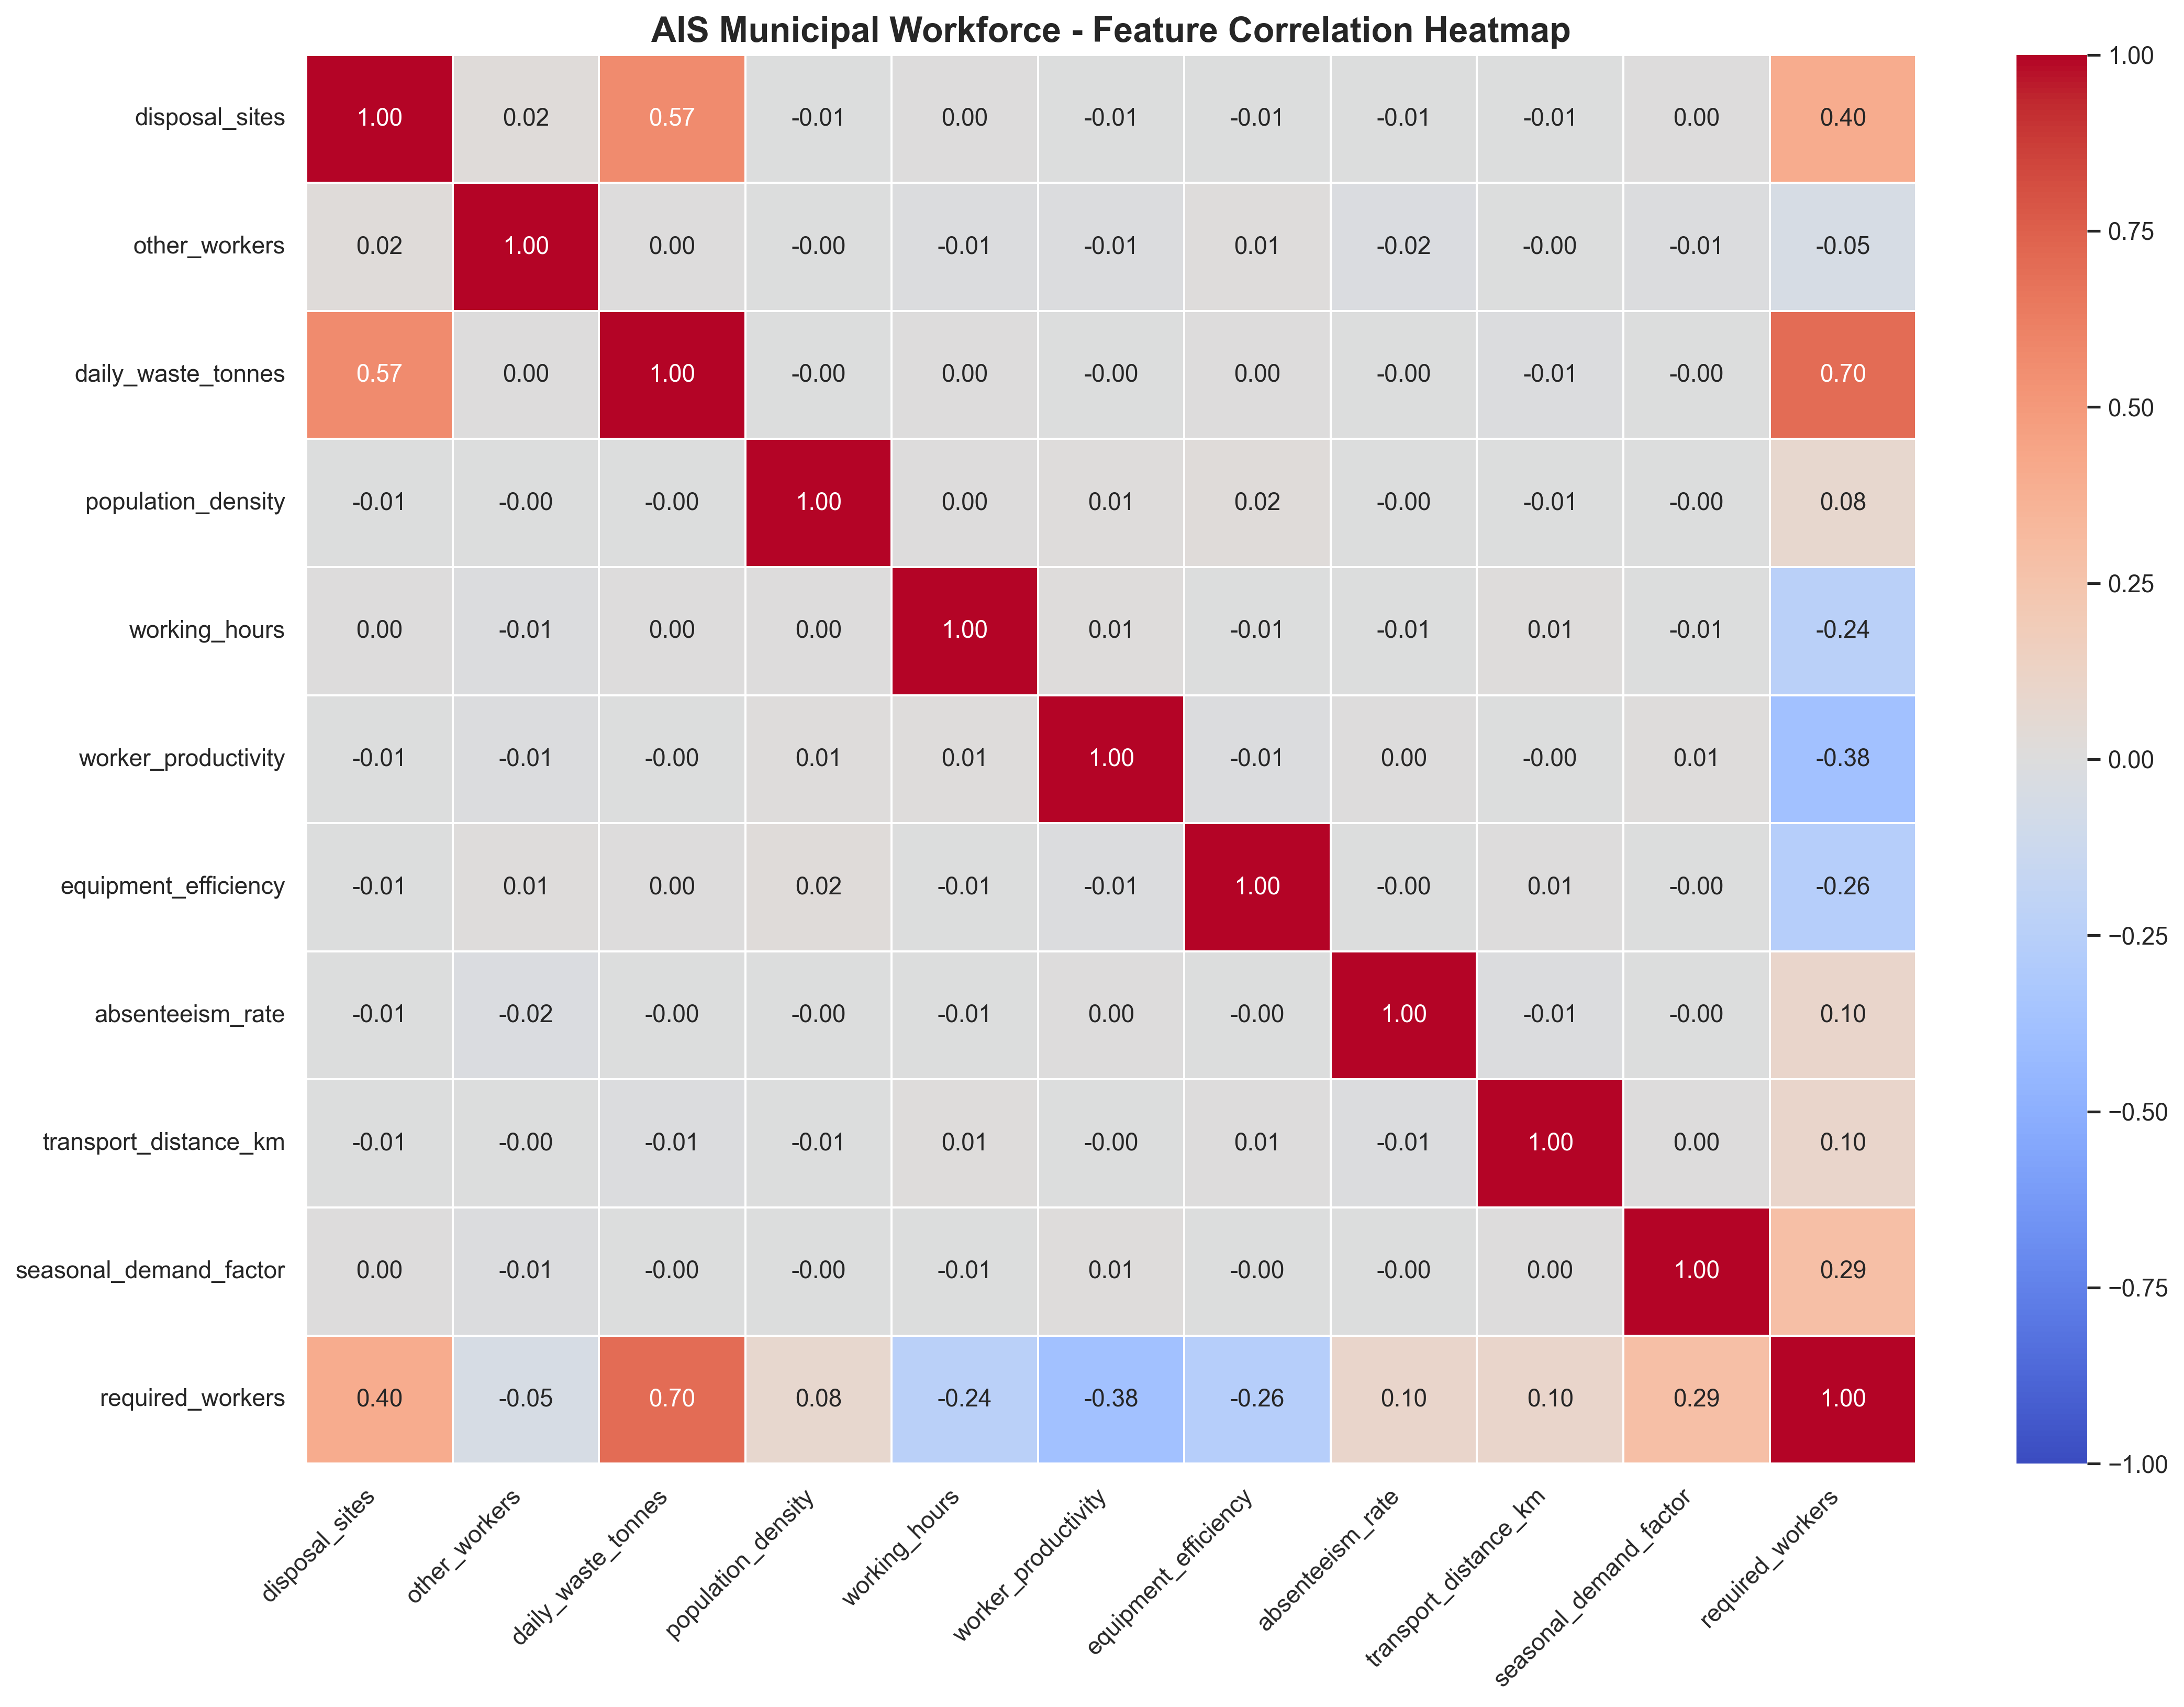 AIS Municipal Workforce - Feature Correlation Heatmap
disposal_sites 1.00 0.02 0.57 -0.01 0.00 -0.01 -0.01 -0.01 -0.01 0.00 0.40
other_workers 0.02 1.00 0.00 -0.00 -0.01 -0.01 0.01 -0.02 -0.00 -0.01 -0.05
daily_waste_tonnes 0.57 0.00 1.00 -0.00 0.00 -0.00 0.00 -0.00 -0.01 -0.00 0.70
population_density -0.01 -0.00 -0.00 1.00 0.00 0.01 0.02 -0.00 -0.01 -0.00 0.08
working_hours 0.00 -0.01 0.00 0.00 1.00 0.01 -0.01 -0.01 0.01 -0.01 -0.24
worker_productivity -0.01 -0.01 -0.00 0.01 0.01 1.00 -0.01 0.00 -0.00 0.01 -0.38
equipment_efficiency -0.01 0.01 0.00 0.02 -0.01 -0.01 1.00 -0.00 0.01 -0.00 -0.26
absenteeism_rate -0.01 -0.02 -0.00 -0.00 -0.01 0.00 -0.00 1.00 -0.01 -0.00 0.10
transport_distance_km -0.01 -0.00 -0.01 -0.01 0.01 -0.00 0.01 -0.01 1.00 0.00 0.10
seasonal_demand_factor 0.00 -0.01 -0.00 -0.00 -0.01 0.01 -0.00 -0.00 0.00 1.00 0.29
required_workers 0.40 -0.05 0.70 0.08 -0.24 -0.38 -0.26 0.10 0.10 0.29 1.00
disposal_sites
other_workers
daily_waste_tonnes
population_density
working_hours
worker_productivity
equipment_efficiency
absenteeism_rate
transport_distance_km
seasonal_demand_factor
required_workers
1.00
0.75
0.50
0.25
0.00
−0.25
−0.50
−0.75
−1.00